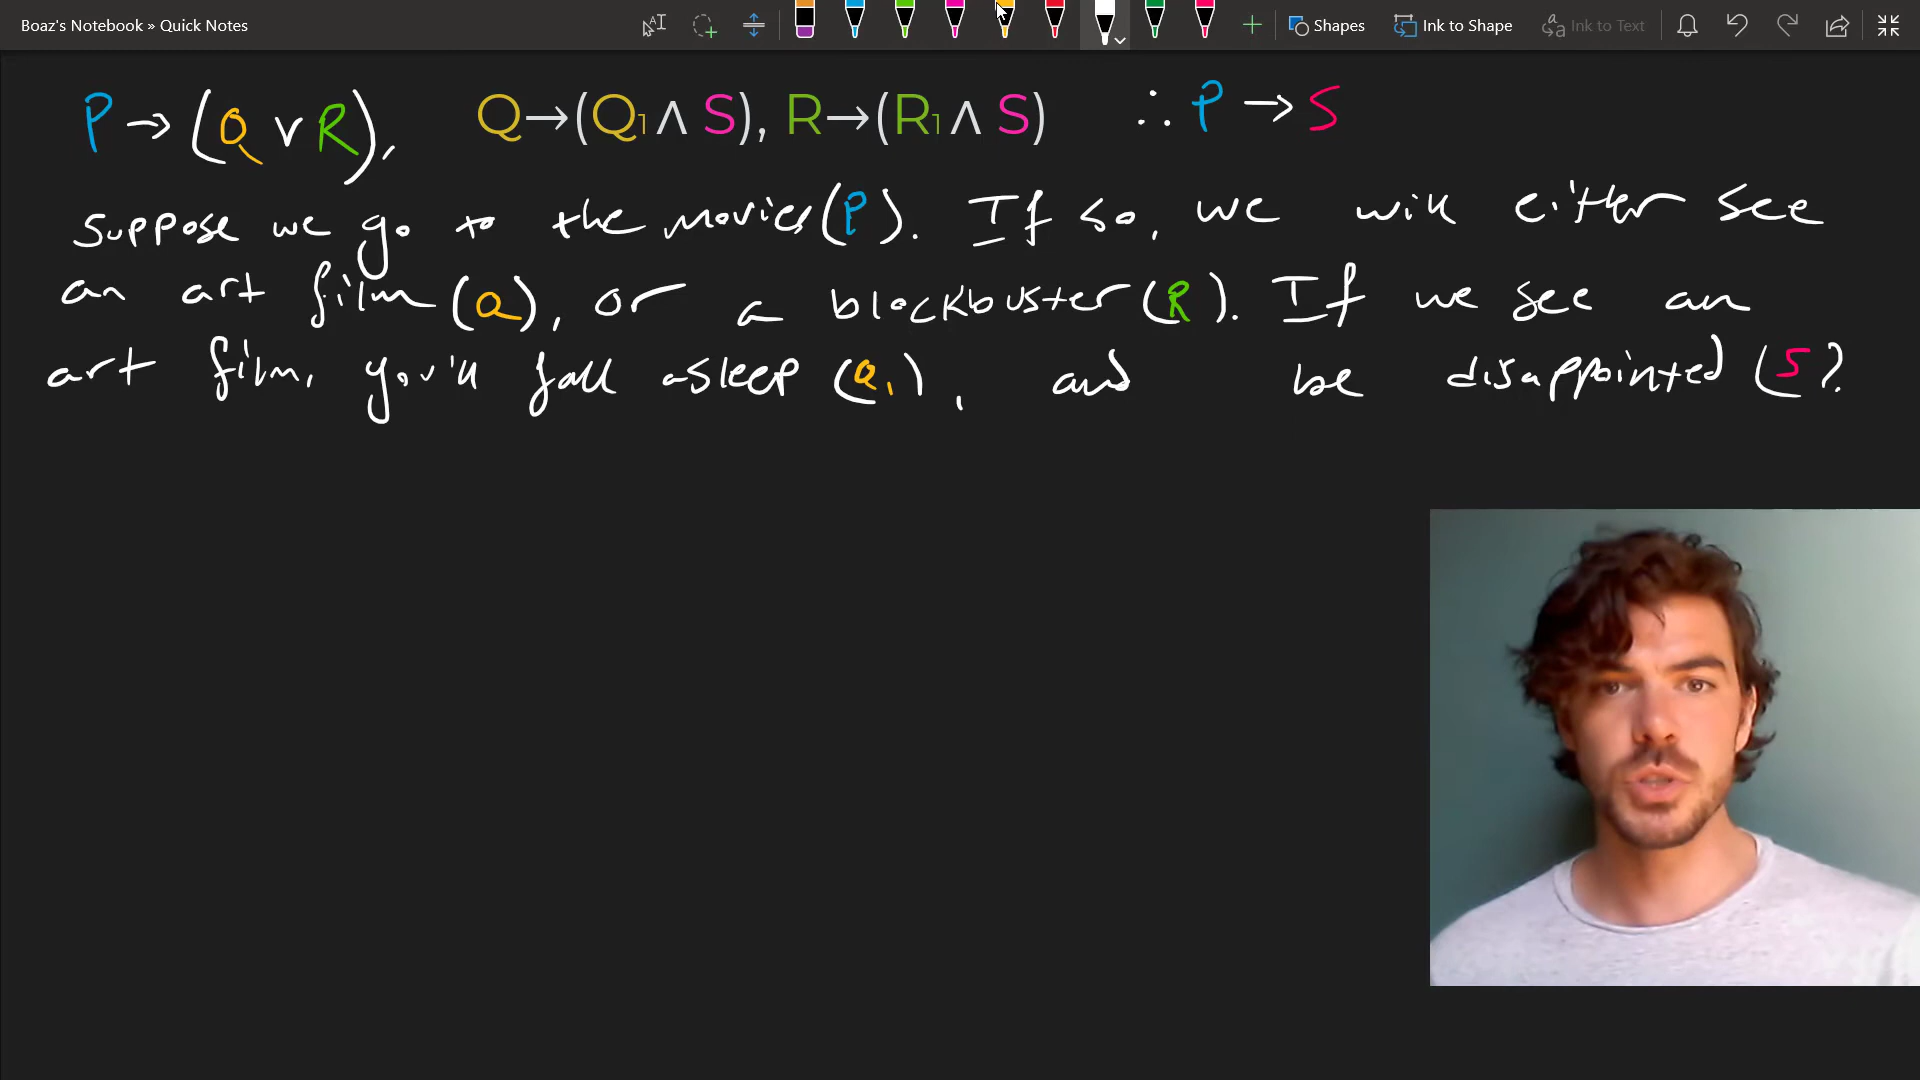 Boaz's Notebook » Quick Notes
Shapes
Ink to Shape
Ink to Text
P → (Q ∨ R), Q→(Q₁ ∧ S), R→(R₁ ∧ S) ∴ P → S
Suppose we go to the movies (P). If so, we will either see
an art film (Q), or a blockbuster (R). If we see an
art film, you'll fall asleep (Q₁), and be disappointed (S)